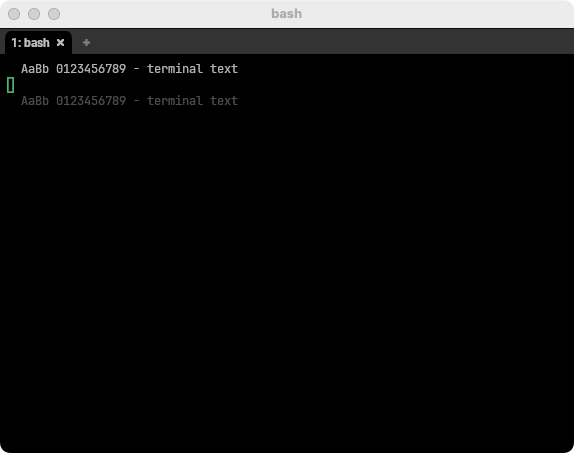 bash
1: bash × +
AaBb 0123456789 - terminal text
AaBb 0123456789 - terminal text